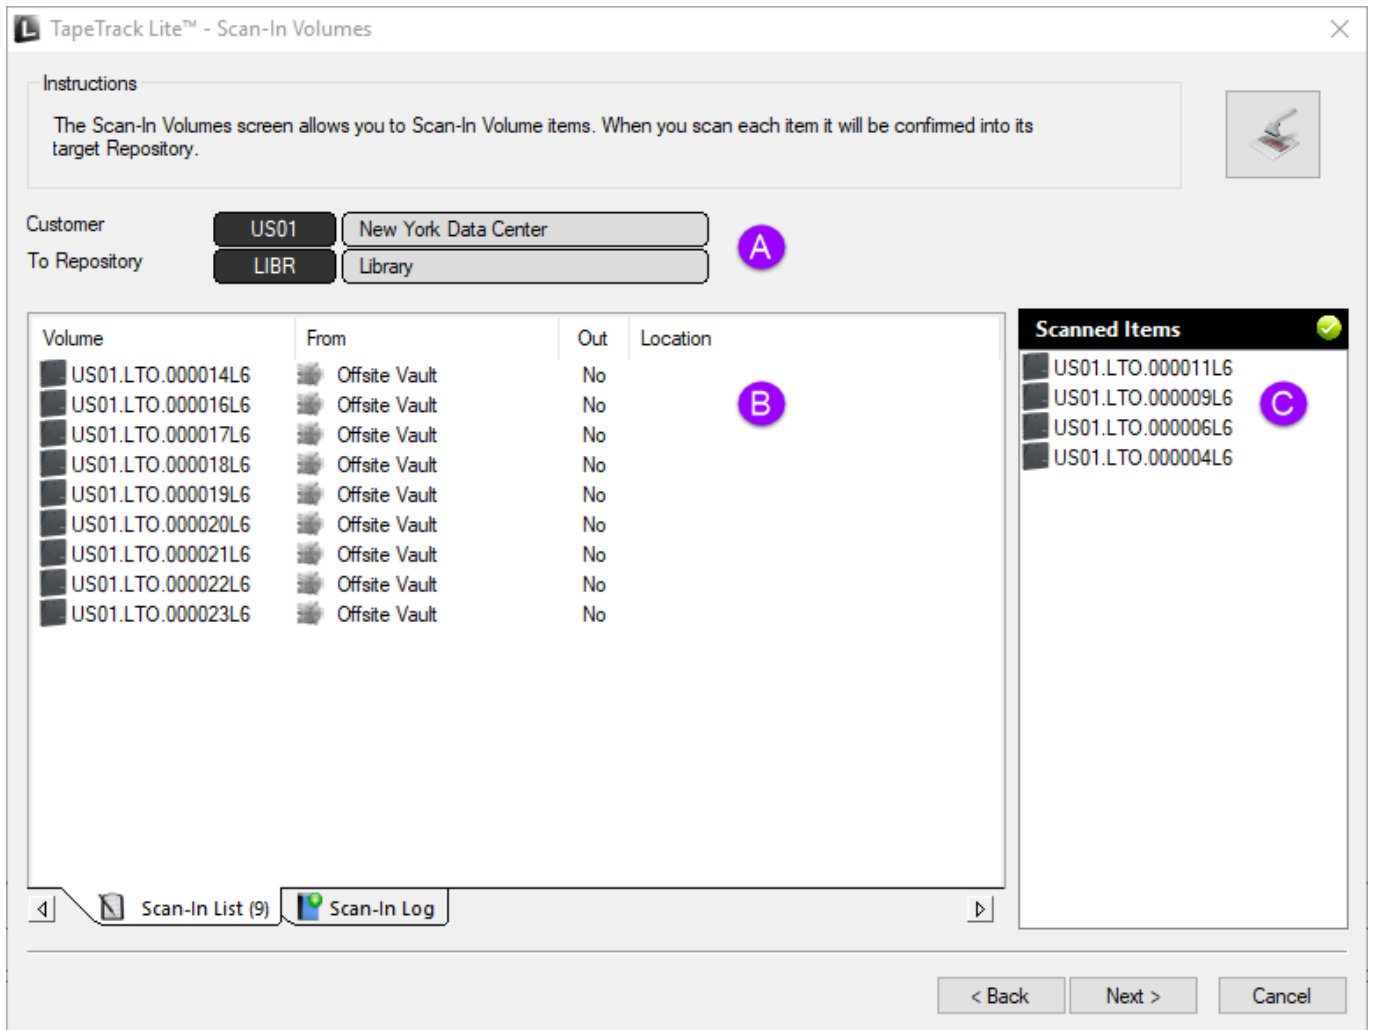 TapeTrack Lite™ - Scan-In Volumes
Instructions
The Scan-In Volumes screen allows you to Scan-In Volume items. When you scan each item it will be confirmed into its
target Repository.
Customer US01 New York Data Center
To Repository LIBR Library
A
Volume From Out Location
US01.LTO.000014L6 Offsite Vault No
US01.LTO.000016L6 Offsite Vault No
US01.LTO.000017L6 Offsite Vault No
US01.LTO.000018L6 Offsite Vault No
US01.LTO.000019L6 Offsite Vault No
US01.LTO.000020L6 Offsite Vault No
US01.LTO.000021L6 Offsite Vault No
US01.LTO.000022L6 Offsite Vault No
US01.LTO.000023L6 Offsite Vault No
B
Scanned Items
US01.LTO.000011L6
US01.LTO.000009L6
US01.LTO.000006L6
US01.LTO.000004L6
C
Scan-In List (9) Scan-In Log
< Back Next > Cancel